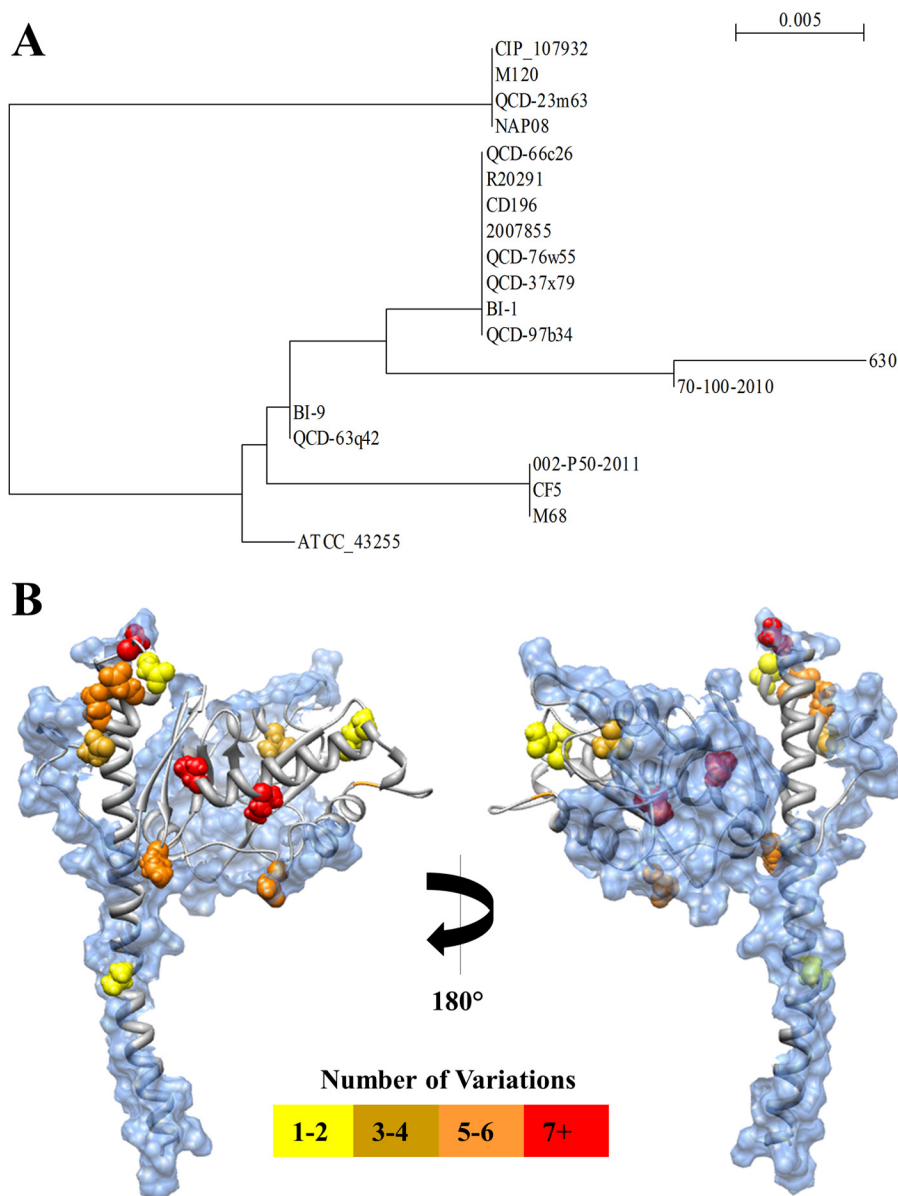 A
0.005
CIP_107932
M120
QCD-23m63
NAP08
QCD-66c26
R20291
CD196
2007855
QCD-76w55
QCD-37x79
BI-1
QCD-97b34
630
70-100-2010
BI-9
QCD-63q42
002-P50-2011
CF5
M68
ATCC_43255
B
180°
Number of Variations
1-2 3-4 5-6 7+